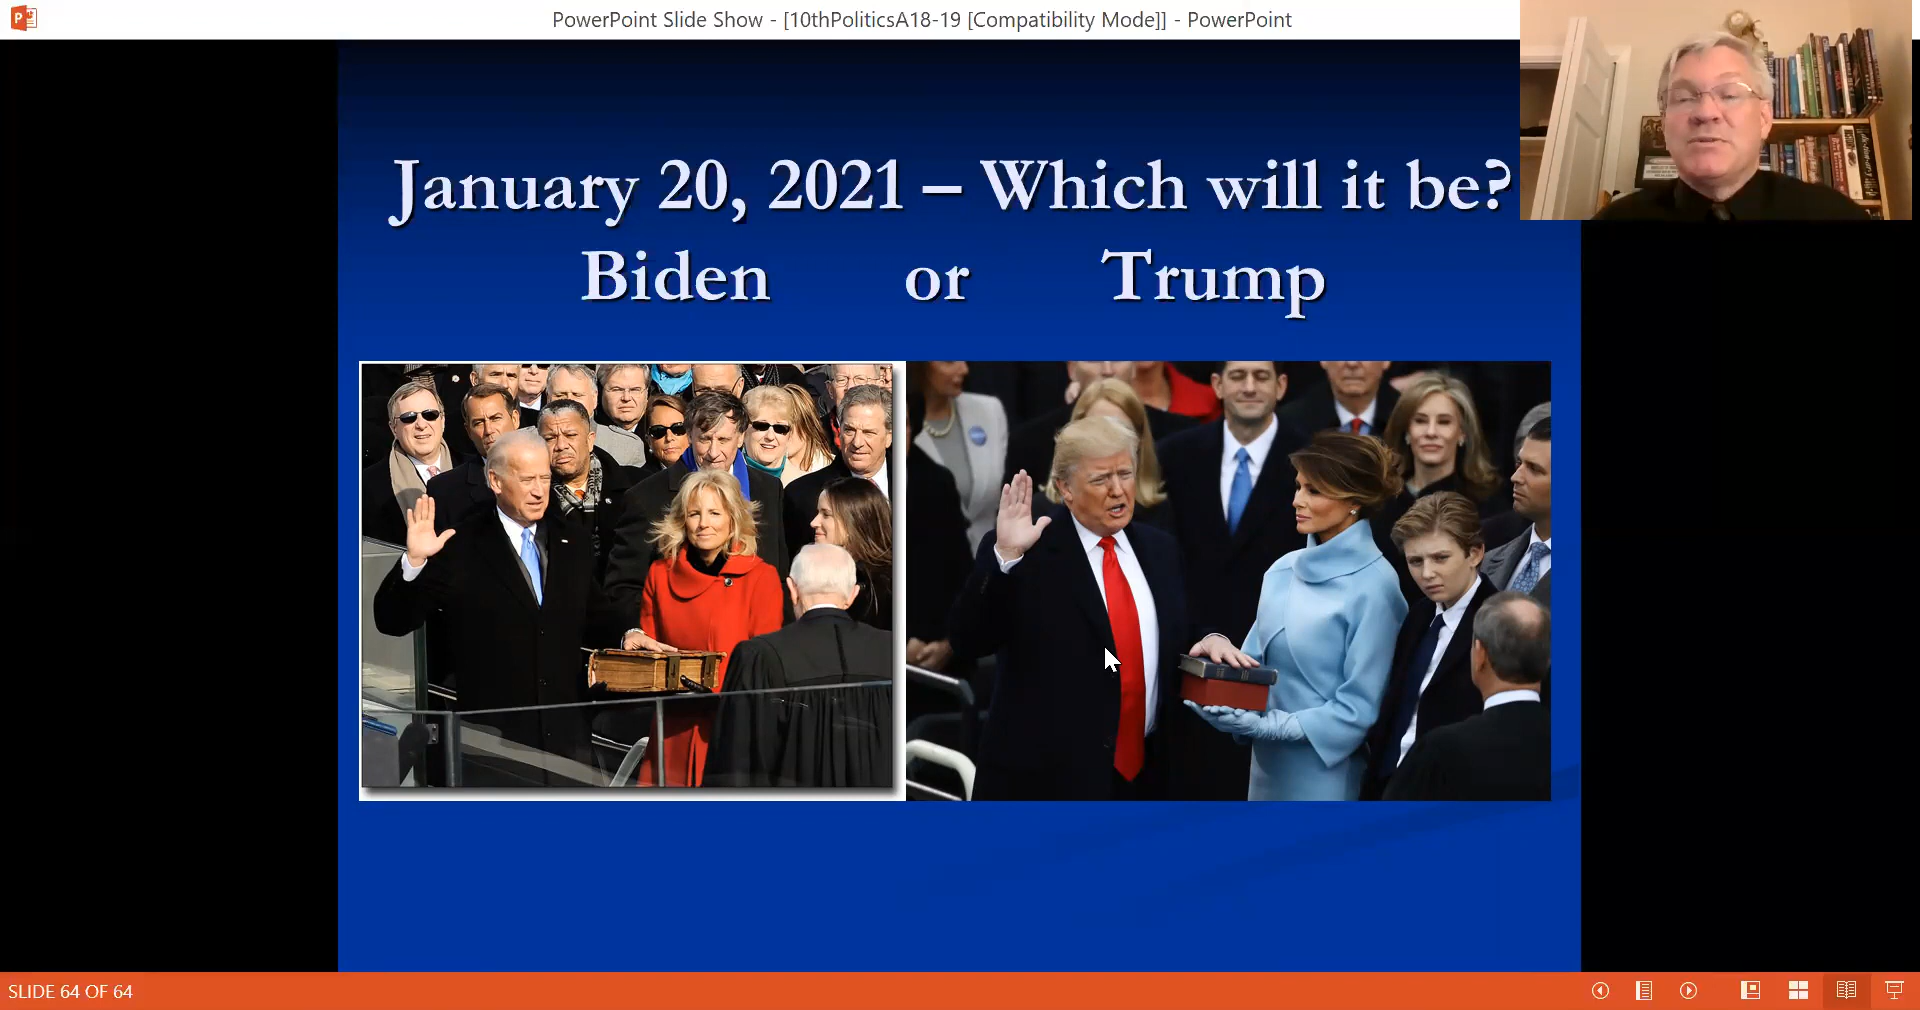 PowerPoint Slide Show - [10thPoliticsA18-19 [Compatibility Mode]] - PowerPoint
January 20, 2021 – Which will it be?
Biden or Trump
SLIDE 64 OF 64